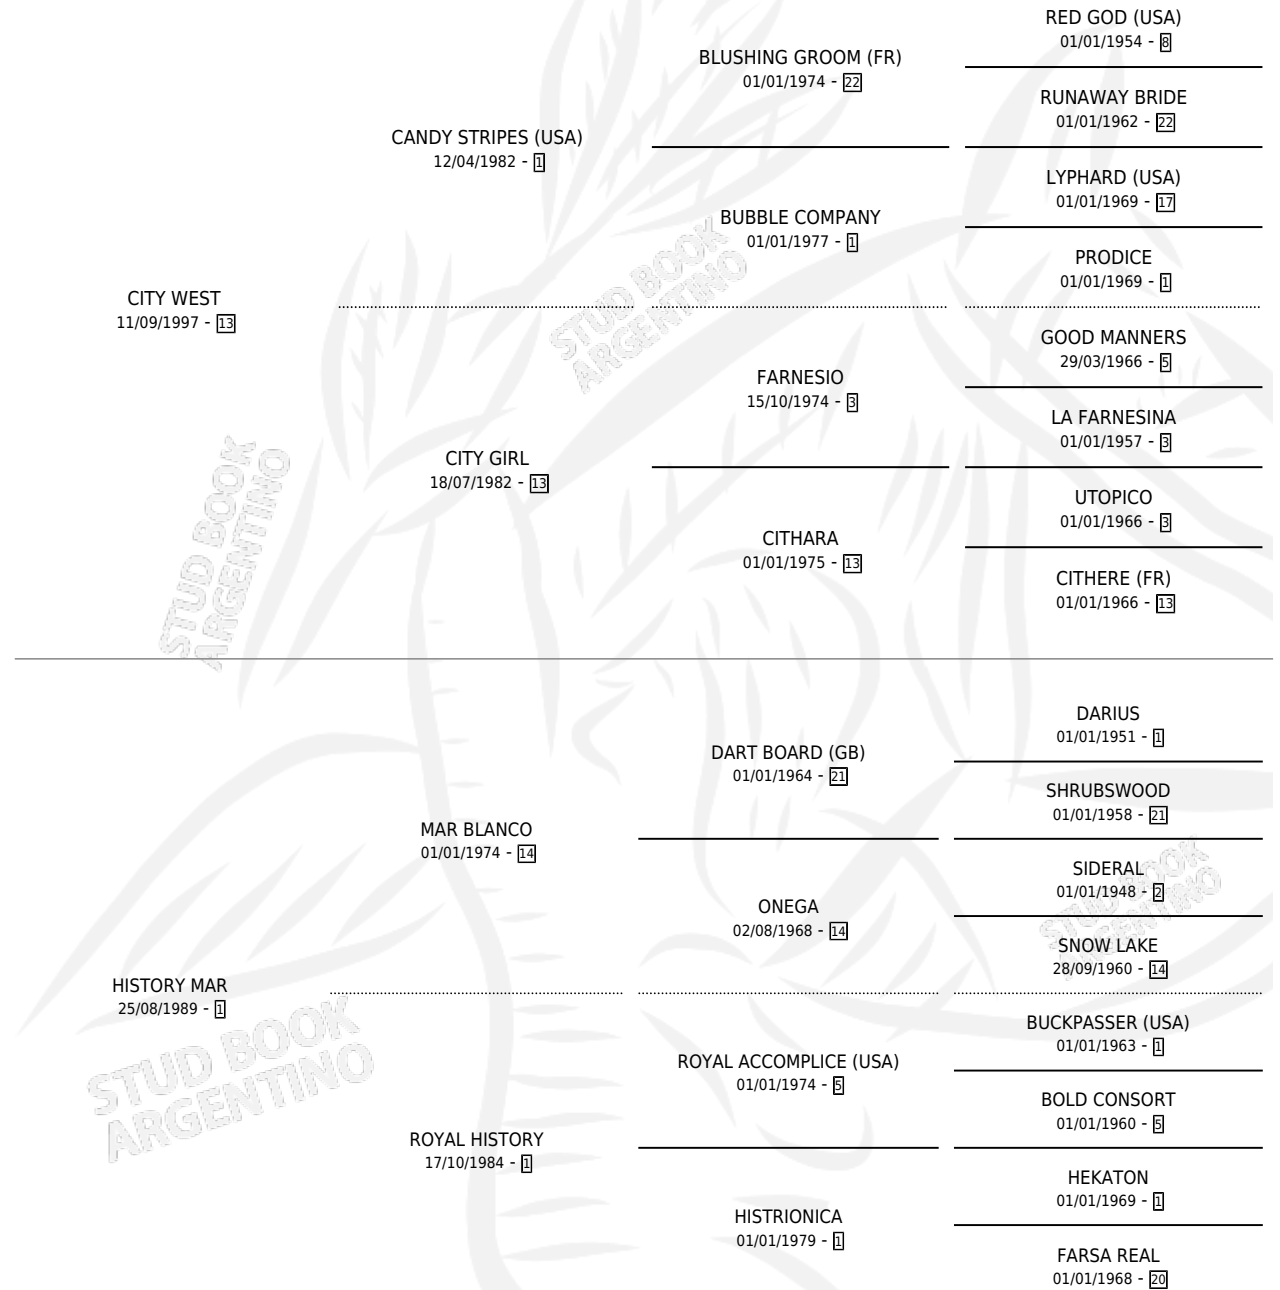 RED GOD (USA)
01/01/1954 - 8
BLUSHING GROOM (FR)
01/01/1974 - 22
RUNAWAY BRIDE
01/01/1962 - 22
CANDY STRIPES (USA)
12/04/1982 - 1
LYPHARD (USA)
01/01/1969 - 17
BUBBLE COMPANY
01/01/1977 - 1
PRODICE
01/01/1969 - 1
CITY WEST
11/09/1997 - 13
STUD BOOK
ARGENTINO
GOOD MANNERS
29/03/1966 - 5
FARNESIO
15/10/1974 - 3
LA FARNESINA
01/01/1957 - 3
CITY GIRL
18/07/1982 - 13
UTOPICO
01/01/1966 - 3
CITHARA
01/01/1975 - 13
CITHERE (FR)
01/01/1966 - 13
STUD BOOK
ARGENTINO
DARIUS
01/01/1951 - 1
DART BOARD (GB)
01/01/1964 - 21
SHRUBSWOOD
01/01/1958 - 21
MAR BLANCO
01/01/1974 - 14
SIDERAL
01/01/1948 - 2
ONEGA
02/08/1968 - 14
SNOW LAKE
28/09/1960 - 14
STUD BOOK
ARGENTINO
HISTORY MAR
25/08/1989 - 1
BUCKPASSER (USA)
01/01/1963 - 1
ROYAL ACCOMPLICE (USA)
01/01/1974 - 5
BOLD CONSORT
01/01/1960 - 5
STUD BOOK
ARGENTINO
ROYAL HISTORY
17/10/1984 - 1
HEKATON
01/01/1969 - 1
HISTRIONICA
01/01/1979 - 1
FARSA REAL
01/01/1968 - 20